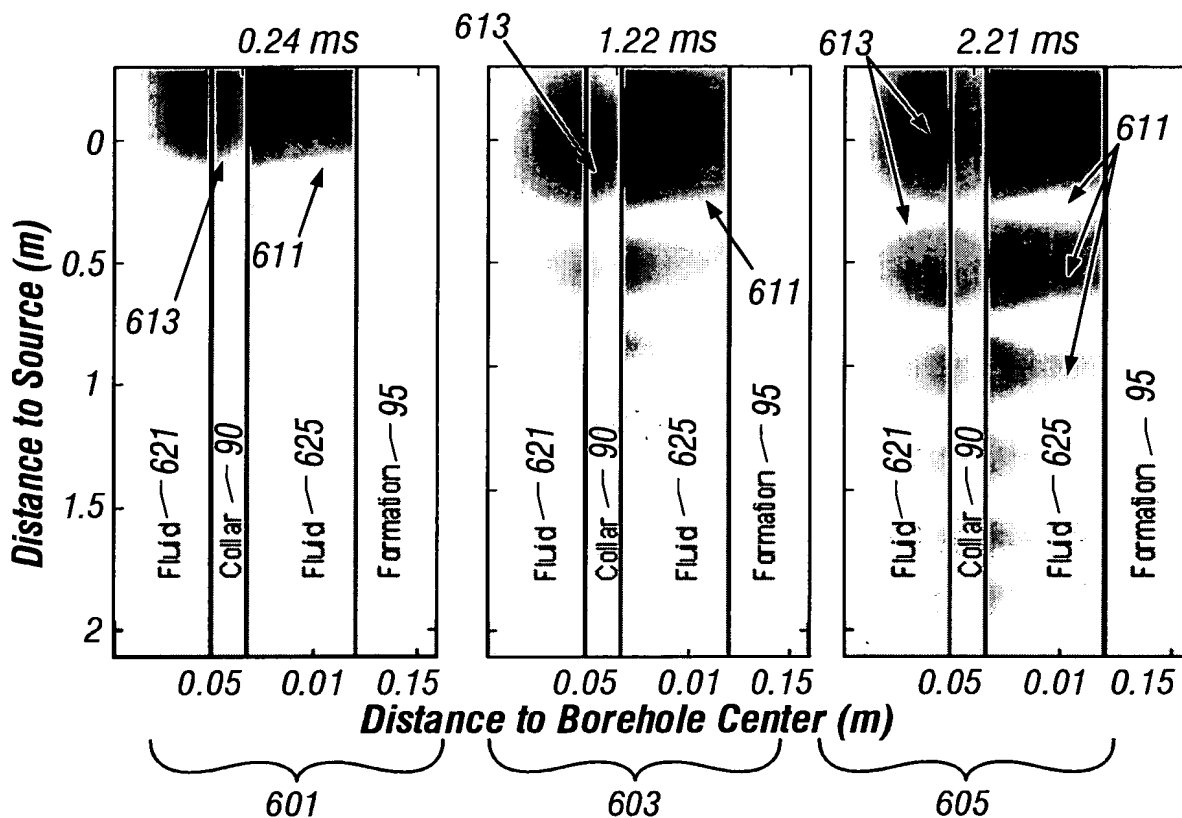 0.24 ms
613
1.22 ms
613
2.21 ms
611
0
0.5
1
1.5
2
Distance to Source (m)
613
611
Fluid 621
Collar 90
Fluid 625
Formation 95
611
Fluid 621
Collar 90
Fluid 625
Formation 95
Fluid 621
Collar 90
Fluid 625
Formation 95
0.05 0.01 0.15
0.05 0.01 0.15
0.05 0.01 0.15
Distance to Borehole Center (m)
601
603
605